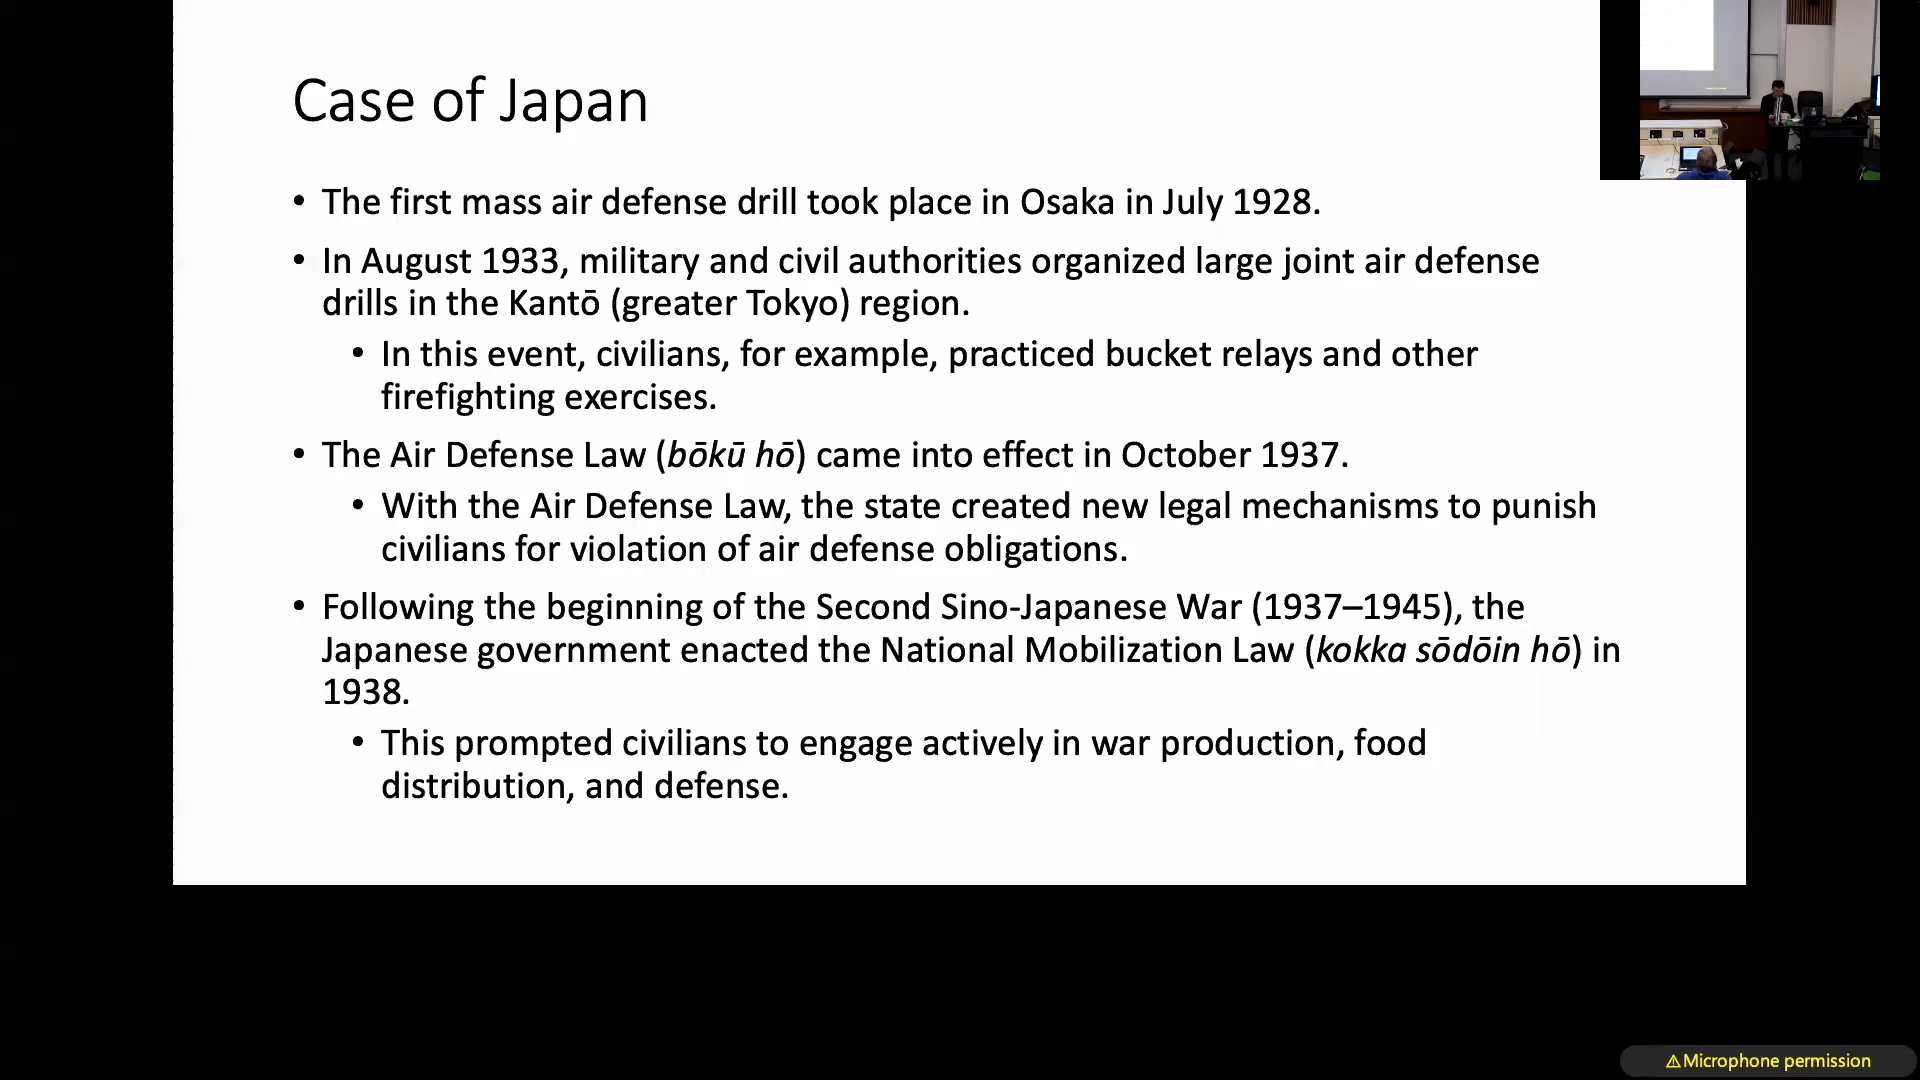 Case of Japan
• The first mass air defense drill took place in Osaka in July 1928.
• In August 1933, military and civil authorities organized large joint air defense
drills in the Kantō (greater Tokyo) region.
• In this event, civilians, for example, practiced bucket relays and other
firefighting exercises.
• The Air Defense Law (bōkū hō) came into effect in October 1937.
• With the Air Defense Law, the state created new legal mechanisms to punish
civilians for violation of air defense obligations.
• Following the beginning of the Second Sino-Japanese War (1937–1945), the
Japanese government enacted the National Mobilization Law (kokka sōdōin hō) in
1938.
• This prompted civilians to engage actively in war production, food
distribution, and defense.
⚠Microphone permission